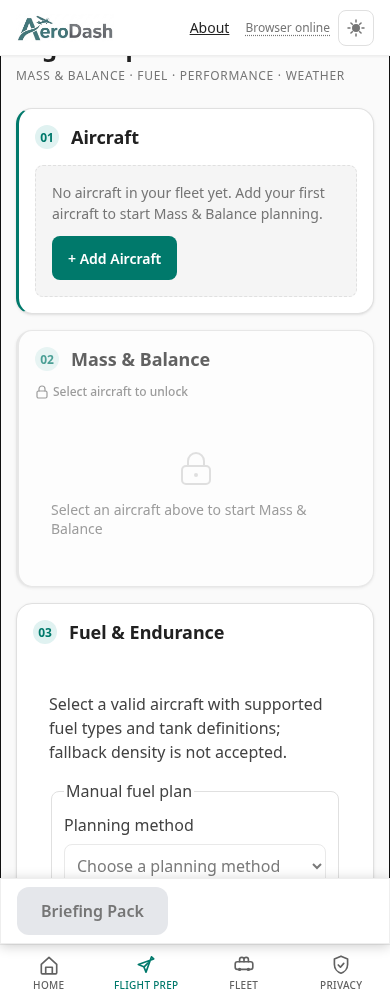 AeroDash
About
Browser online
MASS & BALANCE · FUEL · PERFORMANCE · WEATHER
01
Aircraft
No aircraft in your fleet yet. Add your first
aircraft to start Mass & Balance planning.
+ Add Aircraft
02
Mass & Balance
Select aircraft to unlock
Select an aircraft above to start Mass &
Balance
03
Fuel & Endurance
Select a valid aircraft with supported
fuel types and tank definitions;
fallback density is not accepted.
Manual fuel plan
Planning method
Choose a planning method
Briefing Pack
HOME
FLIGHT PREP
FLEET
PRIVACY